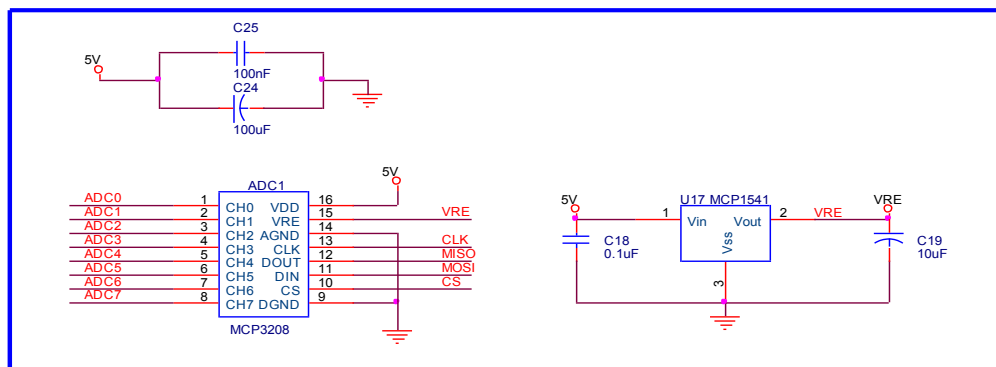 C25
5V
100nF
C24
100uF
ADC1
5V
ADC0 1 CH0 VDD 16
ADC1 2 CH1 VRE 15 VRE
ADC2 3 CH2 AGND 14
ADC3 4 CH3 CLK 13 CLK
ADC4 5 CH4 DOUT 12 MISO
ADC5 6 CH5 DIN 11 MOSI
ADC6 7 CH6 CS 10 CS
ADC7 8 CH7 DGND 9
MCP3208
5V U17 MCP1541 VRE
1 Vin Vout 2 VRE
Vss
C18 C19
0.1uF 10uF
3